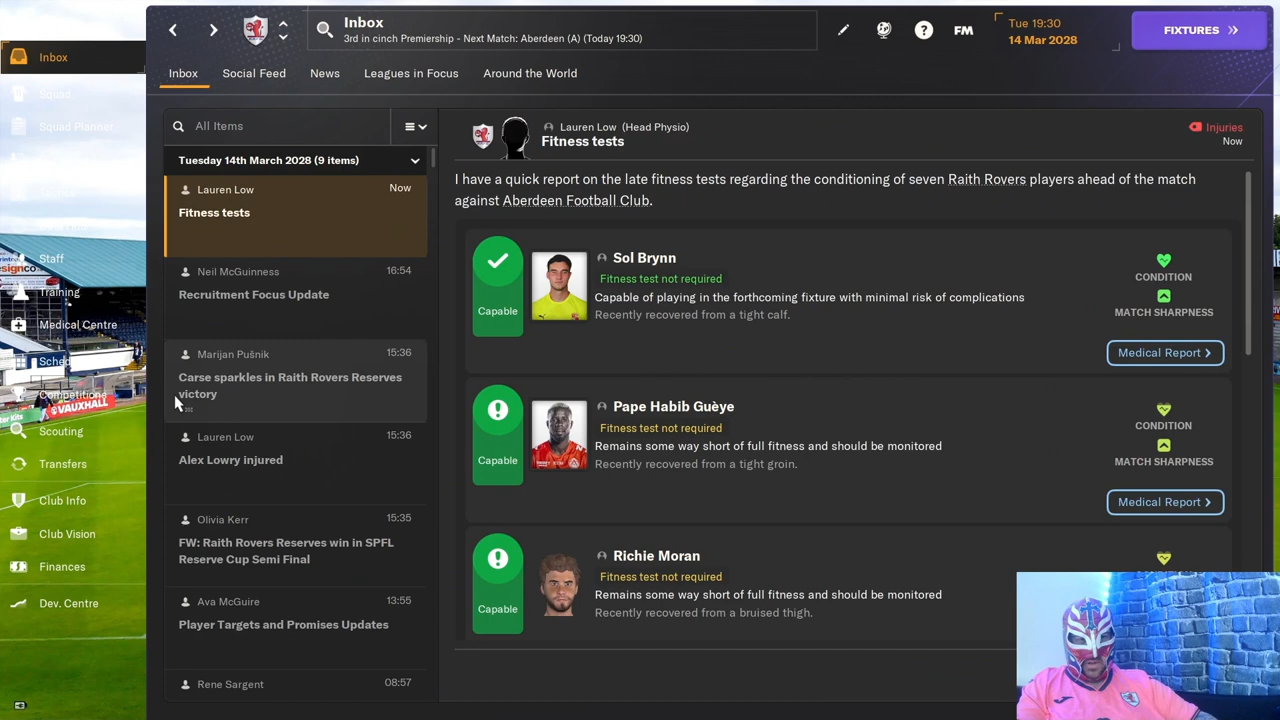 Inbox
3rd in cinch Premiership - Next Match: Aberdeen (A) (Today 19:30)
FM
Tue 19:30
14 Mar 2028
FIXTURES
Inbox
Social Feed
News
Leagues in Focus
Around the World
Inbox
Squad
Squad Planner
Staff
Training
Medical Centre
Sched
Competitions
Scouting
Transfers
Club Info
Club Vision
Finances
Dev. Centre
VAUXHALL
All Items
Tuesday 14th March 2028 (9 items)
Lauren Low
Now
Fitness tests
Neil McGuinness
16:54
Recruitment Focus Update
Marijan Pušnik
15:36
Carse sparkles in Raith Rovers Reserves
victory
Lauren Low
15:36
Alex Lowry injured
Olivia Kerr
15:35
FW: Raith Rovers Reserves win in SPFL
Reserve Cup Semi Final
Ava McGuire
13:55
Player Targets and Promises Updates
Rene Sargent
08:57
Lauren Low (Head Physio)
Fitness tests
Injuries
Now
I have a quick report on the late fitness tests regarding the conditioning of seven Raith Rovers players ahead of the match
against Aberdeen Football Club.
Capable
Sol Brynn
Fitness test not required
Capable of playing in the forthcoming fixture with minimal risk of complications
Recently recovered from a tight calf.
CONDITION
MATCH SHARPNESS
Medical Report
Capable
Pape Habib Guèye
Fitness test not required
Remains some way short of full fitness and should be monitored
Recently recovered from a tight groin.
CONDITION
MATCH SHARPNESS
Medical Report
Capable
Richie Moran
Fitness test not required
Remains some way short of full fitness and should be monitored
Recently recovered from a bruised thigh.